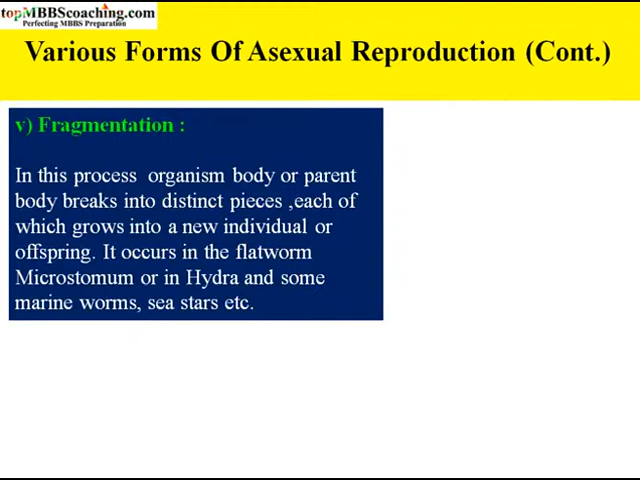 topMBBScoaching.com
Perfecting MBBS Preparation
Various Forms Of Asexual Reproduction (Cont.)
v) Fragmentation :
In this process organism body or parent
body breaks into distinct pieces ,each of
which grows into a new individual or
offspring. It occurs in the flatworm
Microstomum or in Hydra and some
marine worms, sea stars etc.